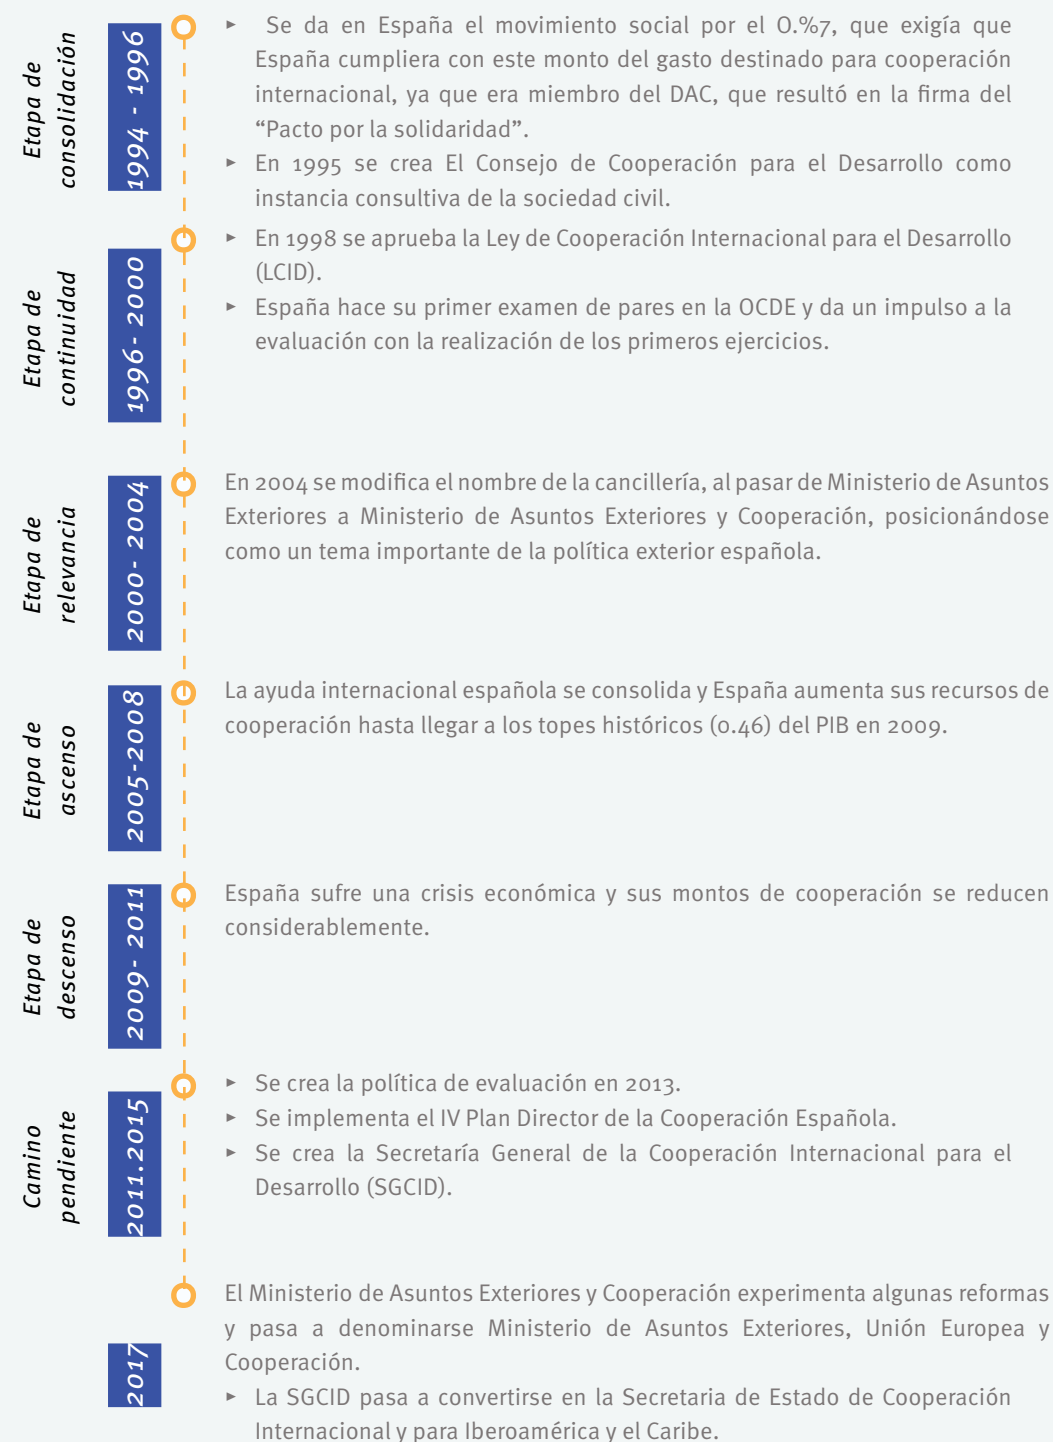 Etapa de
consolidación
1994 - 1996
► Se da en España el movimiento social por el O.%7, que exigía que
España cumpliera con este monto del gasto destinado para cooperación
internacional, ya que era miembro del DAC, que resultó en la firma del
“Pacto por la solidaridad”.
► En 1995 se crea El Consejo de Cooperación para el Desarrollo como
instancia consultiva de la sociedad civil.
Etapa de
continuidad
1996- 2000
► En 1998 se aprueba la Ley de Cooperación Internacional para el Desarrollo
(LCID).
► España hace su primer examen de pares en la OCDE y da un impulso a la
evaluación con la realización de los primeros ejercicios.
Etapa de
relevancia
2000- 2004
En 2004 se modifica el nombre de la cancillería, al pasar de Ministerio de Asuntos
Exteriores a Ministerio de Asuntos Exteriores y Cooperación, posicionándose
como un tema importante de la política exterior española.
Etapa de
ascenso
2005-2008
La ayuda internacional española se consolida y España aumenta sus recursos de
cooperación hasta llegar a los topes históricos (0.46) del PIB en 2009.
Etapa de
descenso
2009- 2011
España sufre una crisis económica y sus montos de cooperación se reducen
considerablemente.
Camino
pendiente
2011.2015
► Se crea la política de evaluación en 2013.
► Se implementa el IV Plan Director de la Cooperación Española.
► Se crea la Secretaría General de la Cooperación Internacional para el
Desarrollo (SGCID).
2017
El Ministerio de Asuntos Exteriores y Cooperación experimenta algunas reformas
y pasa a denominarse Ministerio de Asuntos Exteriores, Unión Europea y
Cooperación.
► La SGCID pasa a convertirse en la Secretaria de Estado de Cooperación
Internacional y para Iberoamérica y el Caribe.